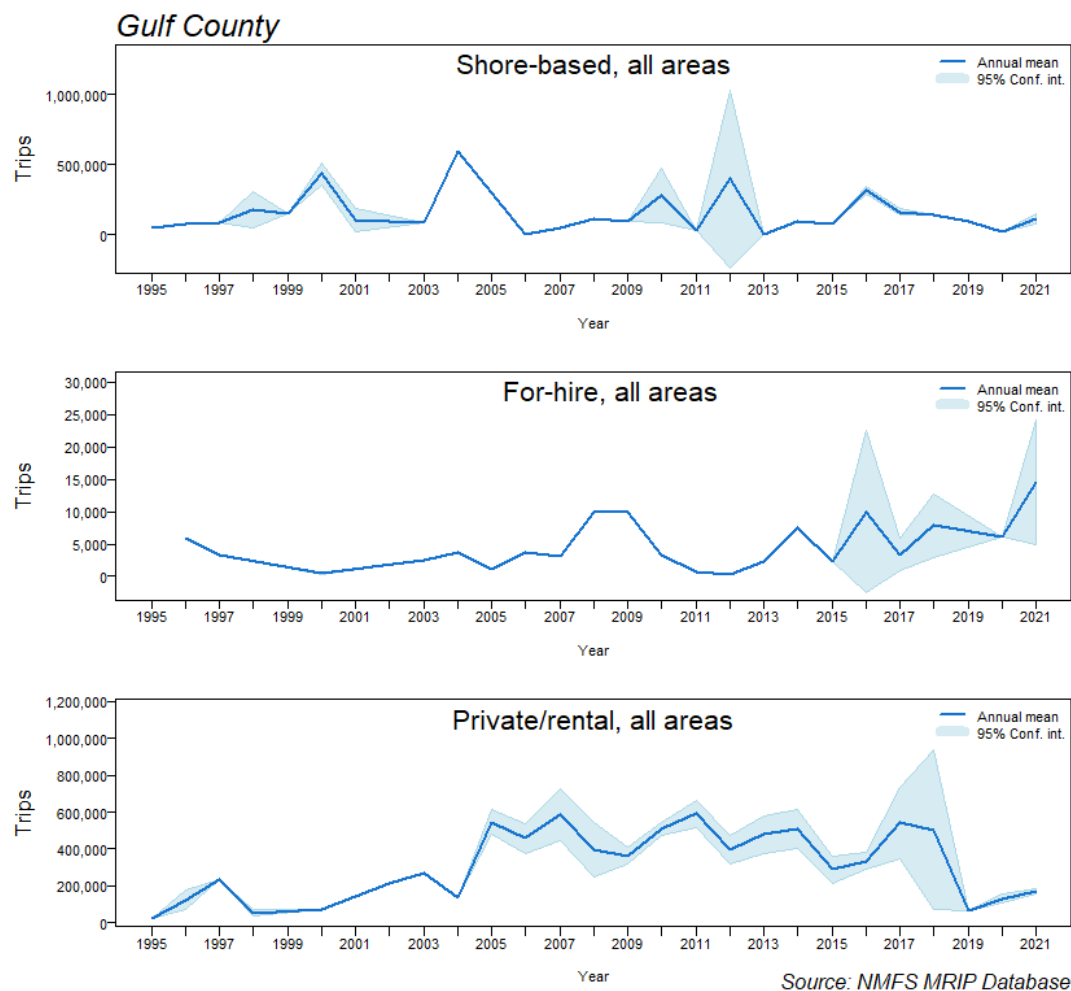 Gulf County
Shore-based, all areas
Annual mean
95% Conf. int.
Trips
1,000,000
500,000
0
1995 1997 1999 2001 2003 2005 2007 2009 2011 2013 2015 2017 2019 2021
Year
For-hire, all areas
Annual mean
95% Conf. int.
Trips
30,000
25,000
20,000
15,000
10,000
5,000
0
1995 1997 1999 2001 2003 2005 2007 2009 2011 2013 2015 2017 2019 2021
Year
Private/rental, all areas
Annual mean
95% Conf. int.
Trips
1,200,000
1,000,000
800,000
600,000
400,000
200,000
0
1995 1997 1999 2001 2003 2005 2007 2009 2011 2013 2015 2017 2019 2021
Year
Source: NMFS MRIP Database